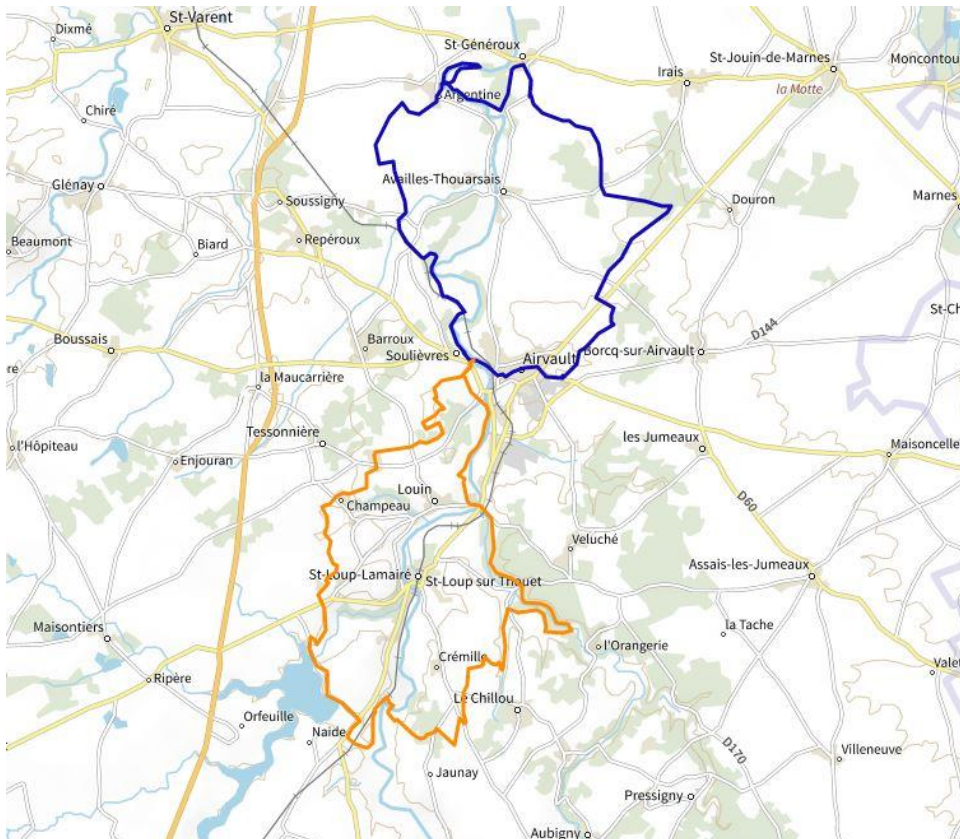 St-Varent
Dixmé
St-Généroux
St-Jouin-de-Marnes
Moncontou
Irais
la Motte
Argentine
Chiré
Glénay
Availles-Thouarsais
Soussigny
Douron
Marnes
Beaumont
Biard
Repéroux
St-Ch
D144
Boussais
Barroux
Soulièvres
Airvault
Borcq-sur-Airvault
la Maucarrière
l'Hôpiteau
Tessonnière
les Jumeaux
Maisoncelle
Enjouran
Louin
Champeau
D60
Veluché
St-Loup-Lamairé
St-Loup sur Thouet
Assais-les-Jumeaux
Maisontiers
la Tache
l'Orangerie
Crémille
Ripère
Valet
Le Chillou
Orfeuille
Naide
D170
Villeneuve
Jaunay
Pressigny
Aubigny